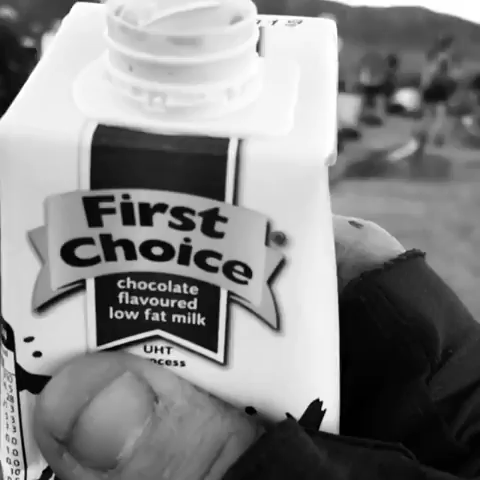 First
Choice
chocolate
flavoured
low fat milk
UHT